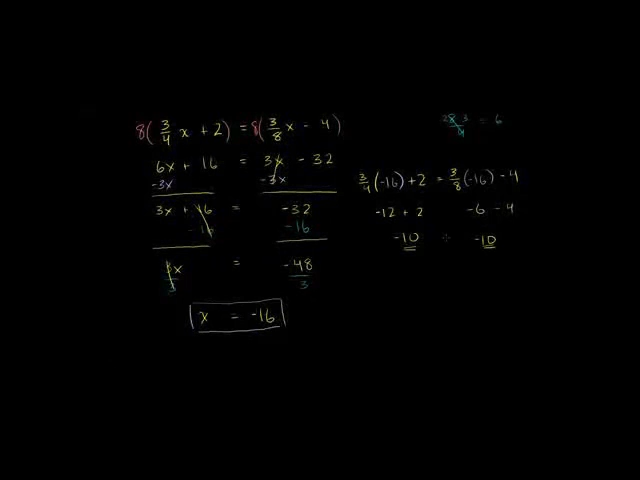 8(3/4 x + 2) = 8(3/8 x - 4)
6x + 16 = 3x - 32
-3x -3x
3x + 16 = -32
-16 -16
3x/3 = -48/3
x = -16
= 6
3/4 (-16) + 2 = 3/8 (-16) - 4
-12 + 2 -6 - 4
-10 -10